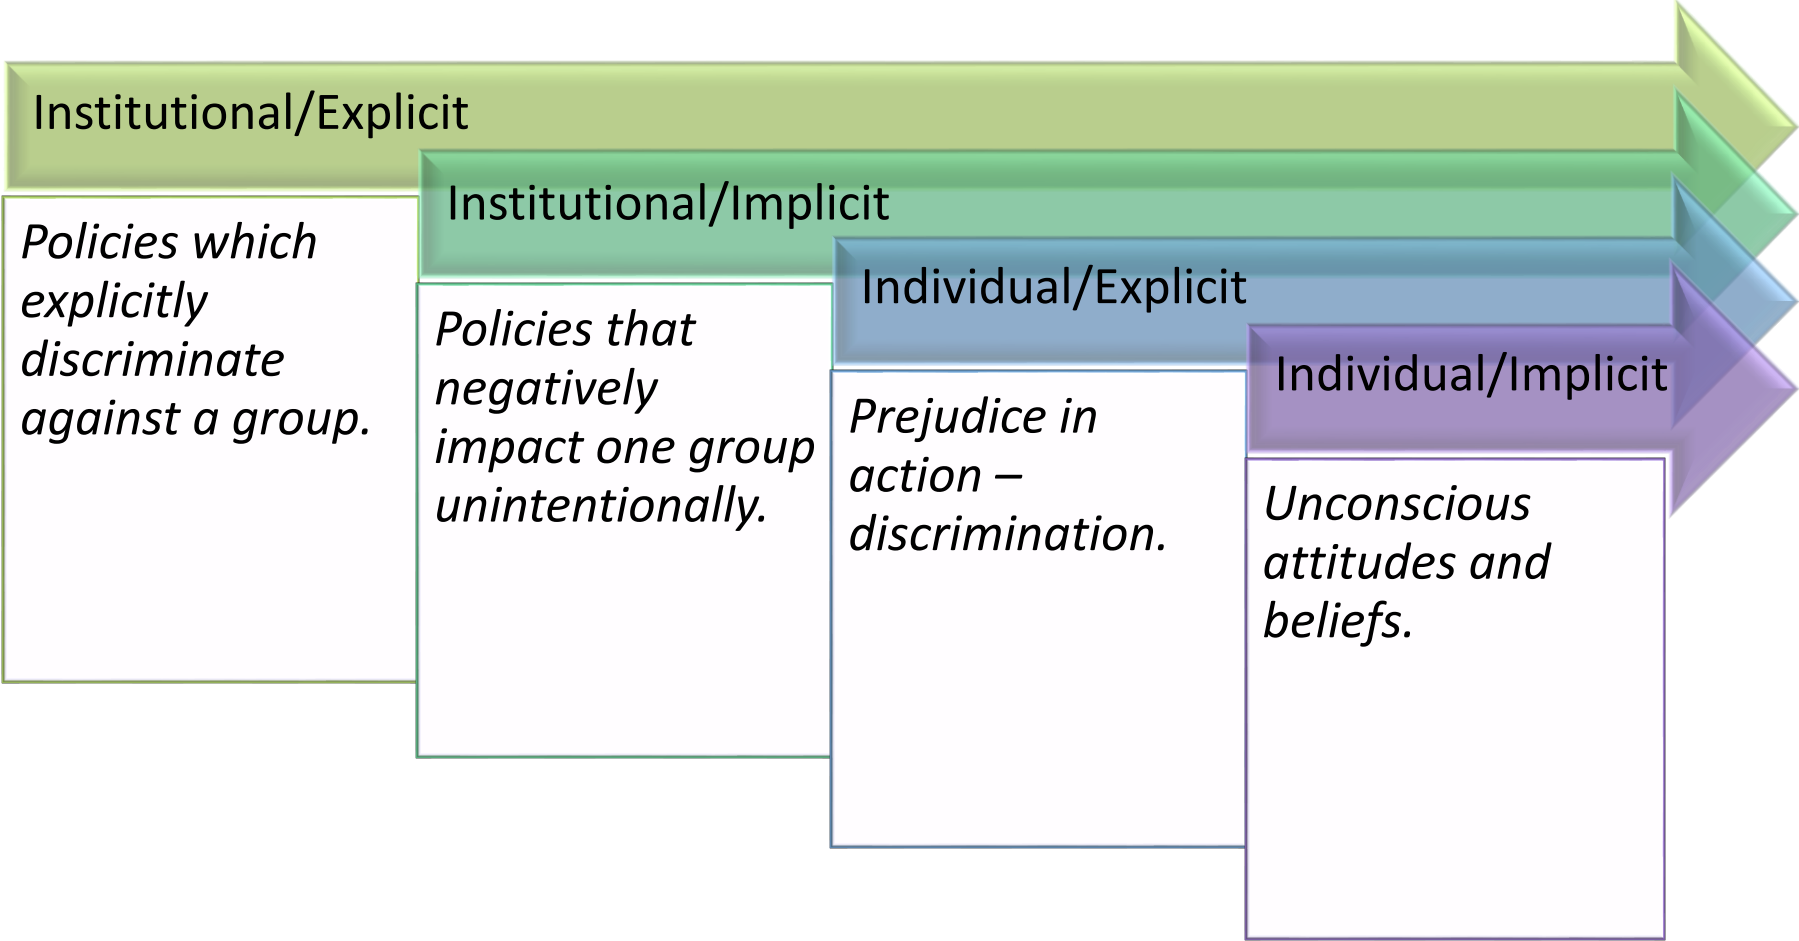 Institutional/Explicit
Policies which
explicitly
discriminate
against a group.
Institutional/Implicit
Policies that
negatively
impact one group
unintentionally.
Individual/Explicit
Prejudice in
action –
discrimination.
Individual/Implicit
Unconscious
attitudes and
beliefs.